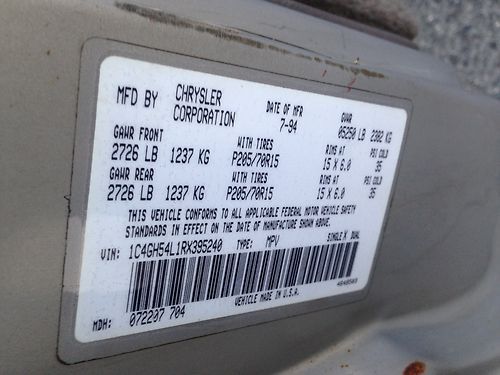 MFD BY CHRYSLER CORPORATION DATE OF MFR 7-94 GVWR 05250 LB 2382 KG
GAWR FRONT WITH TIRES RIMS AT PSI COLD
2726 LB 1237 KG P205/70R15 15 X 6.0 35
GAWR REAR WITH TIRES RIMS AT PSI COLD
2726 LB 1237 KG P205/70R15 15 X 6.0 35
THIS VEHICLE CONFORMS TO ALL APPLICABLE FEDERAL MOTOR VEHICLE SAFETY
STANDARDS IN EFFECT ON THE DATE OF MANUFACTURE SHOWN ABOVE.
VIN: 1C4GH54L1RX395240 TYPE: MPV SINGLE X DUAL
VEHICLE MADE IN U.S.A.
MDH: 072207 704